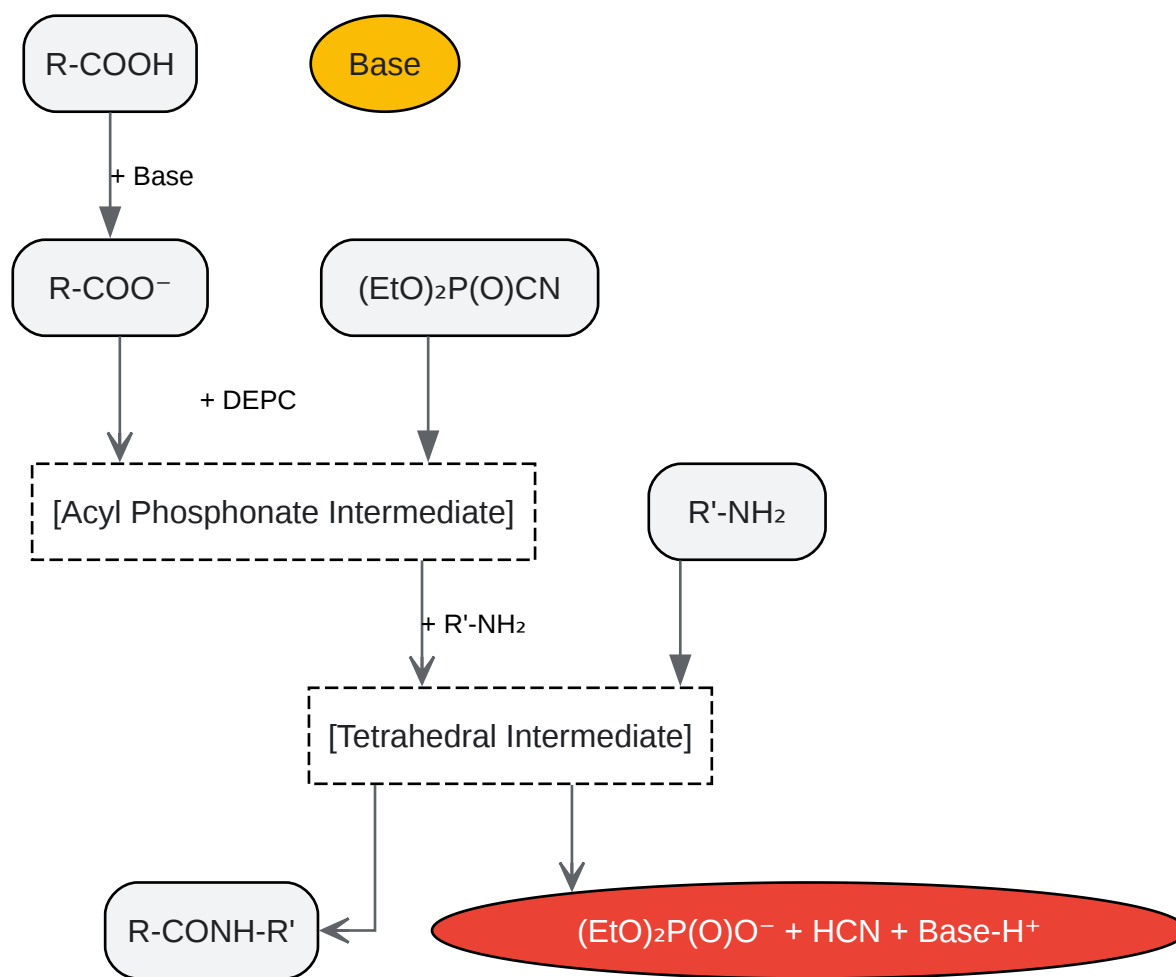 R-COOH
Base
+ Base
R-COO⁻
(EtO)₂P(O)CN
+ DEPC
[Acyl Phosphonate Intermediate]
R'-NH₂
+ R'-NH₂
[Tetrahedral Intermediate]
R-CONH-R'
(EtO)₂P(O)O⁻ + HCN + Base-H⁺